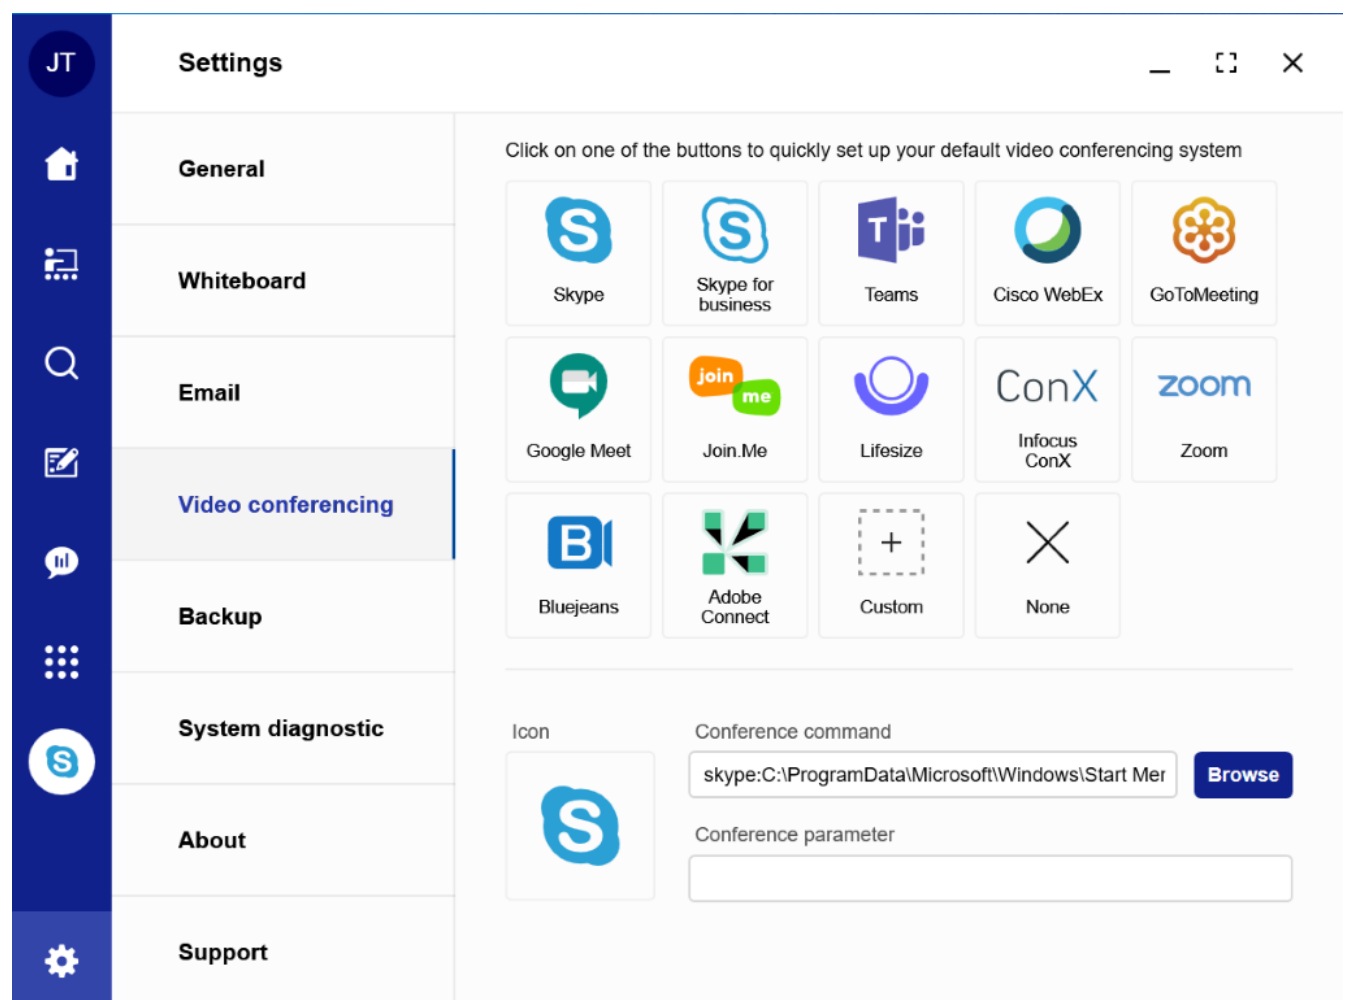 JT
Settings
General
Whiteboard
Email
Video conferencing
Backup
System diagnostic
About
Support
Click on one of the buttons to quickly set up your default video conferencing system
S
Skype
S
Skype for
business
T
Teams
Cisco WebEx
GoToMeeting
Google Meet
join
me
Join.Me
Lifesize
ConX
Infocus
ConX
zoom
Zoom
B
Bluejeans
Adobe
Connect
Custom
None
S
Icon
S
Conference command
skype:C:\ProgramData\Microsoft\Windows\Start Mer
Browse
Conference parameter